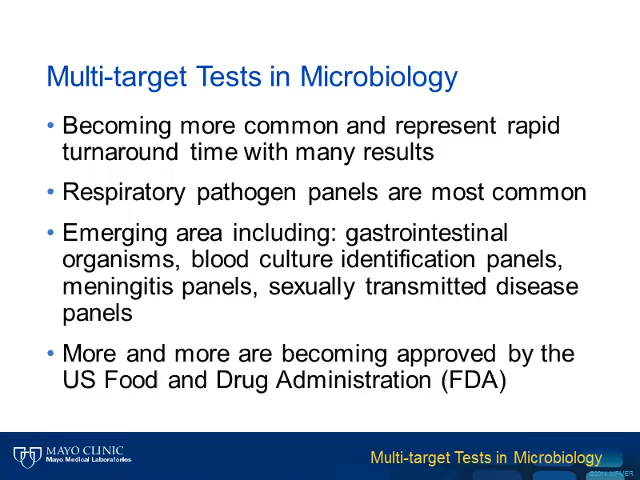 Multi-target Tests in Microbiology
• Becoming more common and represent rapid
turnaround time with many results
• Respiratory pathogen panels are most common
• Emerging area including: gastrointestinal
organisms, blood culture identification panels,
meningitis panels, sexually transmitted disease
panels
• More and more are becoming approved by the
US Food and Drug Administration (FDA)
MAYO CLINIC
Mayo Medical Laboratories
Multi-target Tests in Microbiology
MFMER